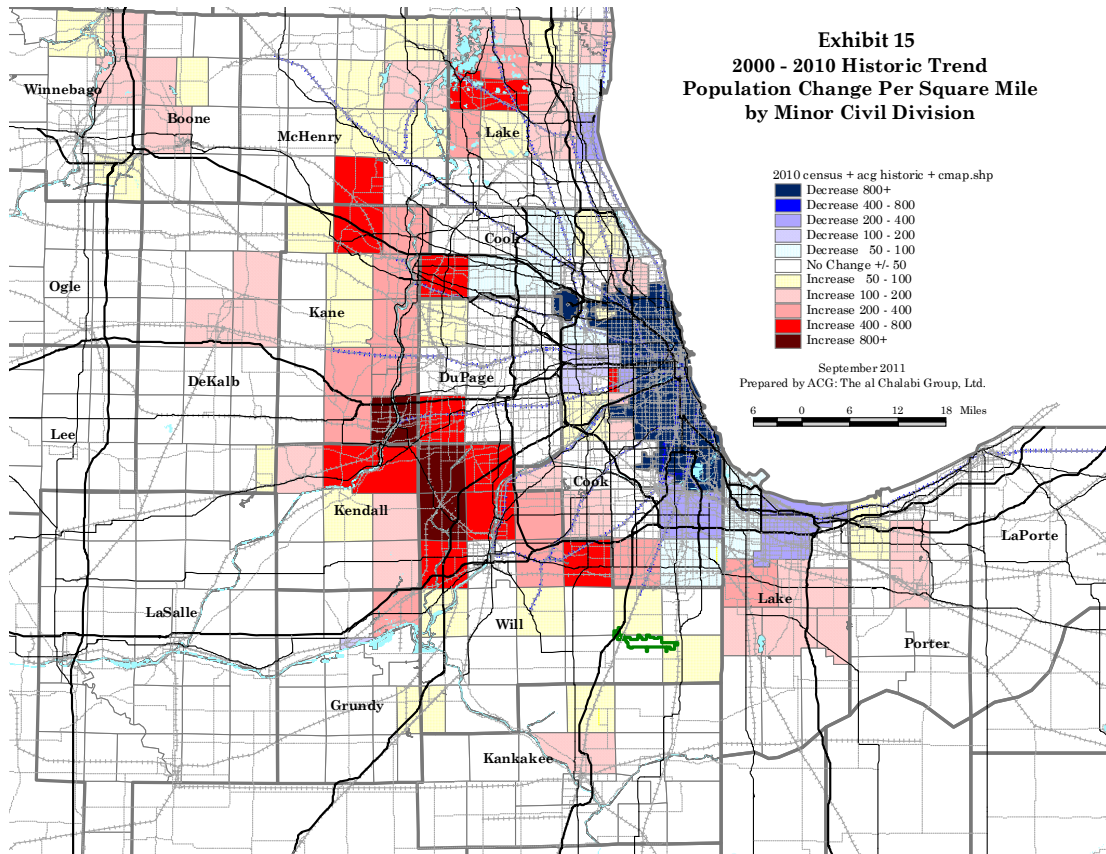 Exhibit 15
2000 - 2010 Historic Trend
Population Change Per Square Mile
by Minor Civil Division
2010 census + acg historic + cmap.shp
Decrease 800+
Decrease 400 - 800
Decrease 200 - 400
Decrease 100 - 200
Decrease 50 - 100
No Change +/- 50
Increase 50 - 100
Increase 100 - 200
Increase 200 - 400
Increase 400 - 800
Increase 800+
September 2011
Prepared by ACG: The al Chalabi Group, Ltd.
6 0 6 12 18 Miles
Winnebago
Boone
McHenry
Lake
Cook
Ogle
Kane
DeKalb
DuPage
Lee
Cook
Kendall
LaPorte
LaSalle
Will
Lake
Porter
Grundy
Kankakee